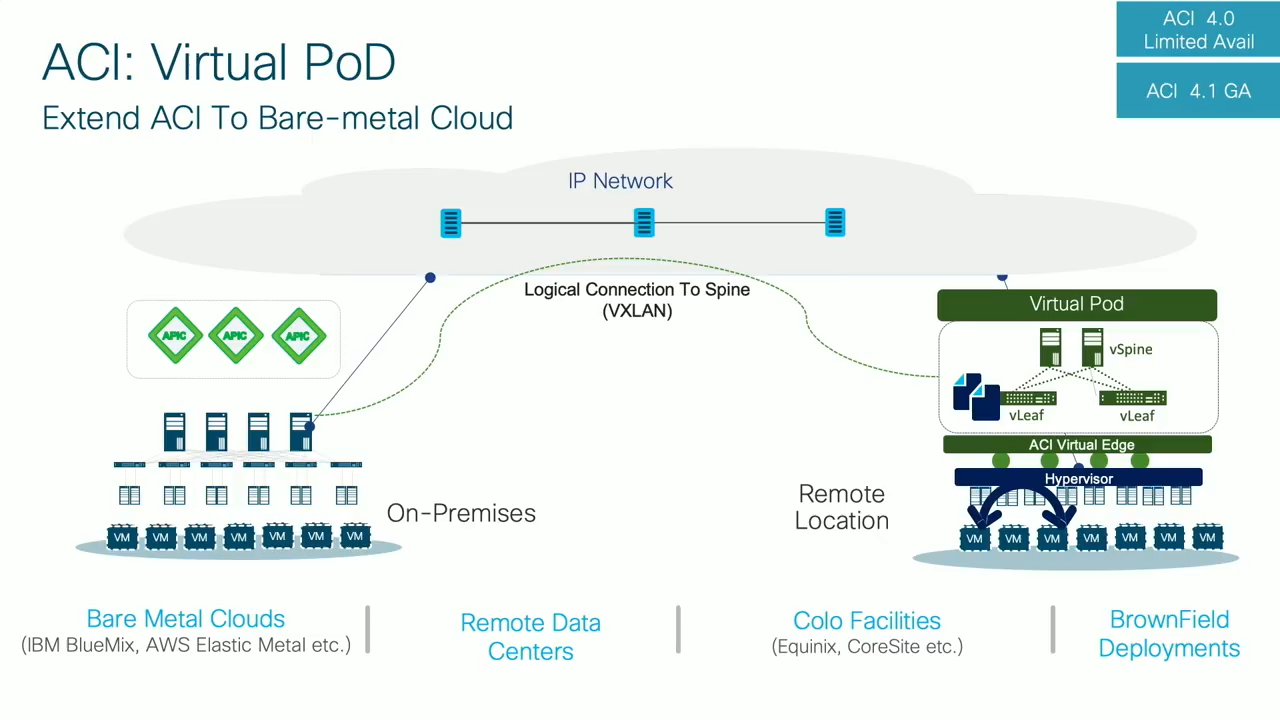 ACI 4.0
Limited Avail
ACI 4.1 GA
ACI: Virtual PoD
Extend ACI To Bare-metal Cloud
IP Network
Logical Connection To Spine
(VXLAN)
APIC APIC APIC
Virtual Pod
vSpine
vLeaf vLeaf
ACI Virtual Edge
Hypervisor
On-Premises
Remote
Location
VM VM VM VM VM VM VM
VM VM VM VM VM VM VM
Bare Metal Clouds
(IBM BlueMix, AWS Elastic Metal etc.)
Remote Data
Centers
Colo Facilities
(Equinix, CoreSite etc.)
BrownField
Deployments